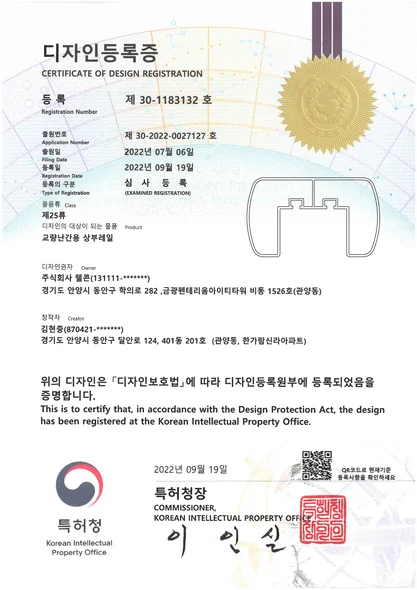 디자인등록증
CERTIFICATE OF DESIGN REGISTRATION
등 록 제 30-1183132 호
Registration Number
출원번호 제 30-2022-0027127 호
Application Number
출원일 2022년 07월 06일
Filing Date
등록일 2022년 09월 19일
Registration Date
등록의 구분 심 사 등 록
Type of Registration (EXAMINED REGISTRATION)
물품류 Class
제25류
디자인의 대상이 되는 물품 Product
교량난간용 상부레일
디자인권자 Owner
주식회사 웰콘(131111-*******)
경기도 안양시 동안구 학의로 282 ,금광펜테리움아이티타워 비동 1526호(관양동)
창작자 Creator
김현중(870421-*******)
경기도 안양시 동안구 달안로 124, 401동 201호 (관양동, 한가람신라아파트)
위의 디자인은 「디자인보호법」에 따라 디자인등록원부에 등록되었음을
증명합니다.
This is to certify that, in accordance with the Design Protection Act, the design
has been registered at the Korean Intellectual Property Office.
2022년 09월 19일
QR코드로 현재기준
등록사항을 확인하세요
특허청장
COMMISSIONER,
KOREAN INTELLECTUAL PROPERTY OFFICE
이 인 실
특허청
Korean Intellectual
Property Office